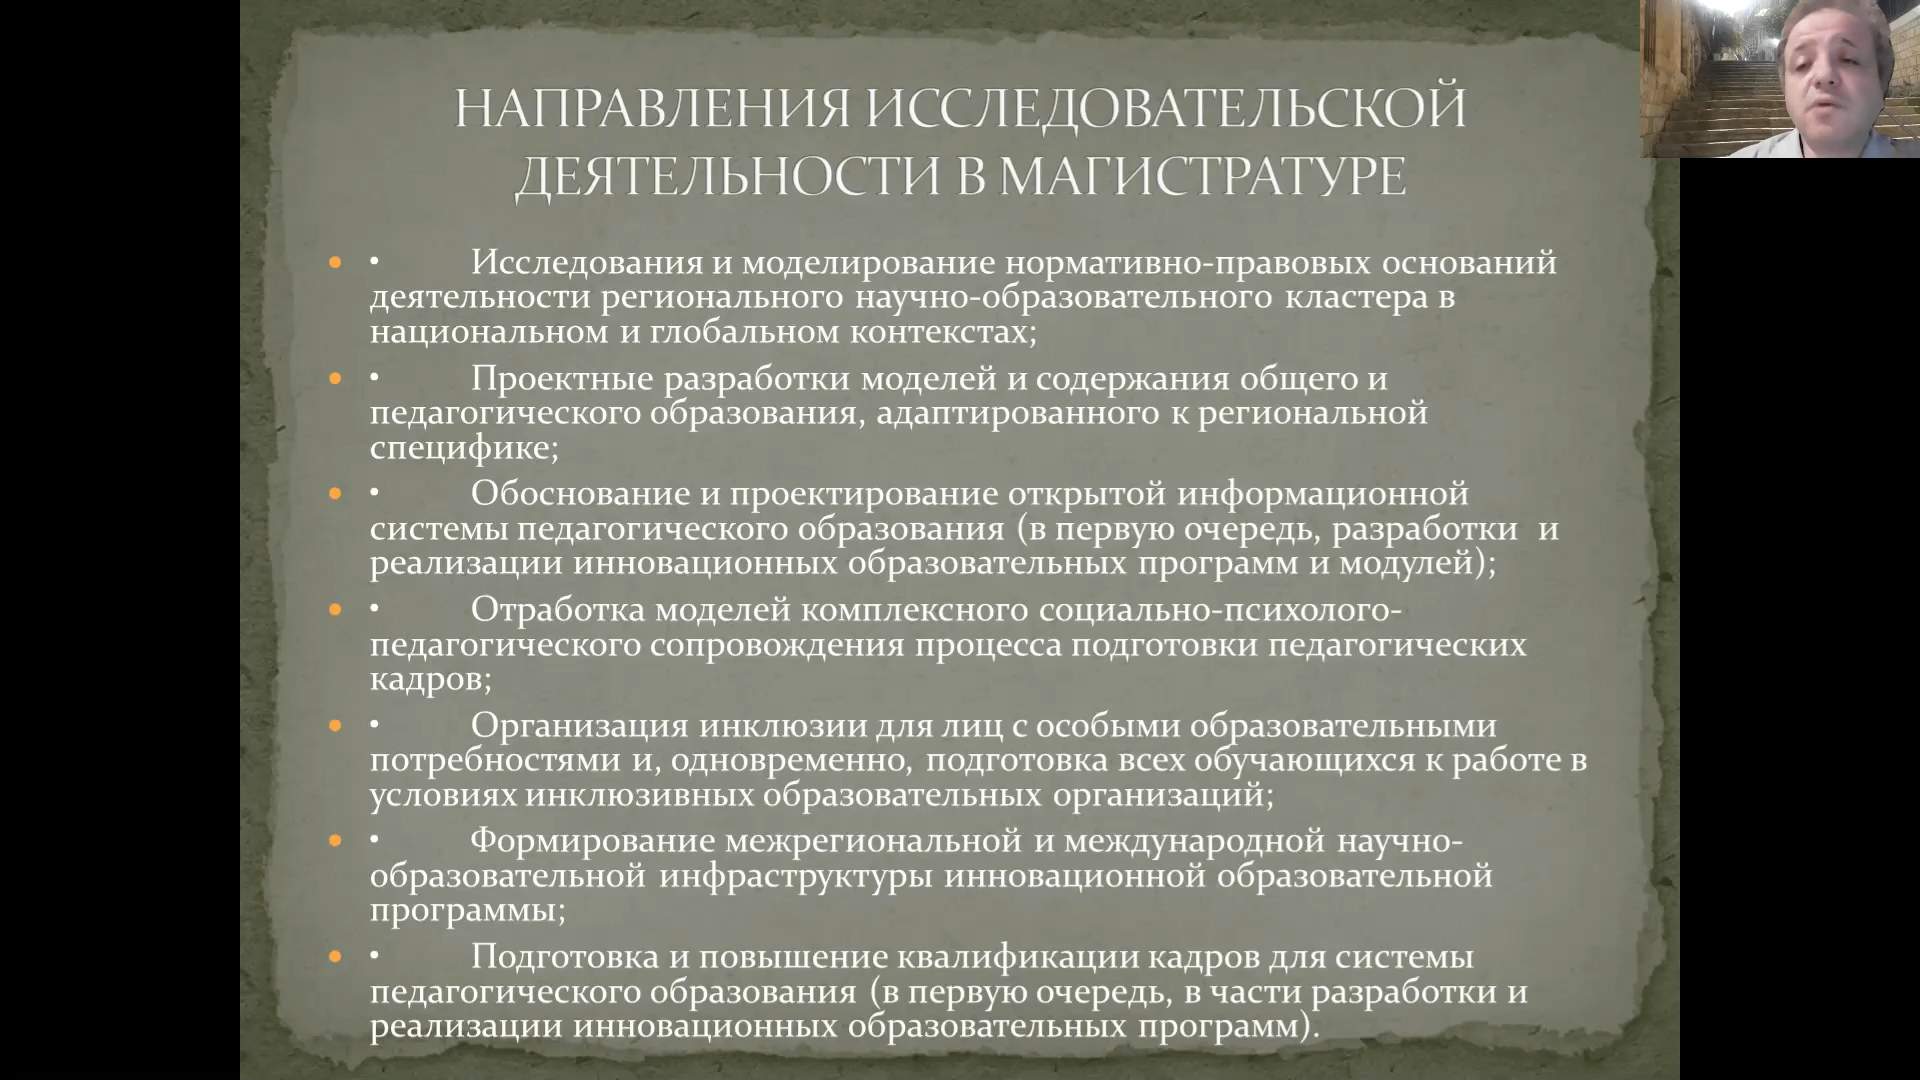 НАПРАВЛЕНИЯ ИССЛЕДОВАТЕЛЬСКОЙ
ДЕЯТЕЛЬНОСТИ В МАГИСТРАТУРЕ
• Исследования и моделирование нормативно-правовых оснований
деятельности регионального научно-образовательного кластера в
национальном и глобальном контекстах;
• Проектные разработки моделей и содержания общего и
педагогического образования, адаптированного к региональной
специфике;
• Обоснование и проектирование открытой информационной
системы педагогического образования (в первую очередь, разработки и
реализации инновационных образовательных программ и модулей);
• Отработка моделей комплексного социально-психолого-
педагогического сопровождения процесса подготовки педагогических
кадров;
• Организация инклюзии для лиц с особыми образовательными
потребностями и, одновременно, подготовка всех обучающихся к работе в
условиях инклюзивных образовательных организаций;
• Формирование межрегиональной и международной научно-
образовательной инфраструктуры инновационной образовательной
программы;
• Подготовка и повышение квалификации кадров для системы
педагогического образования (в первую очередь, в части разработки и
реализации инновационных образовательных программ).